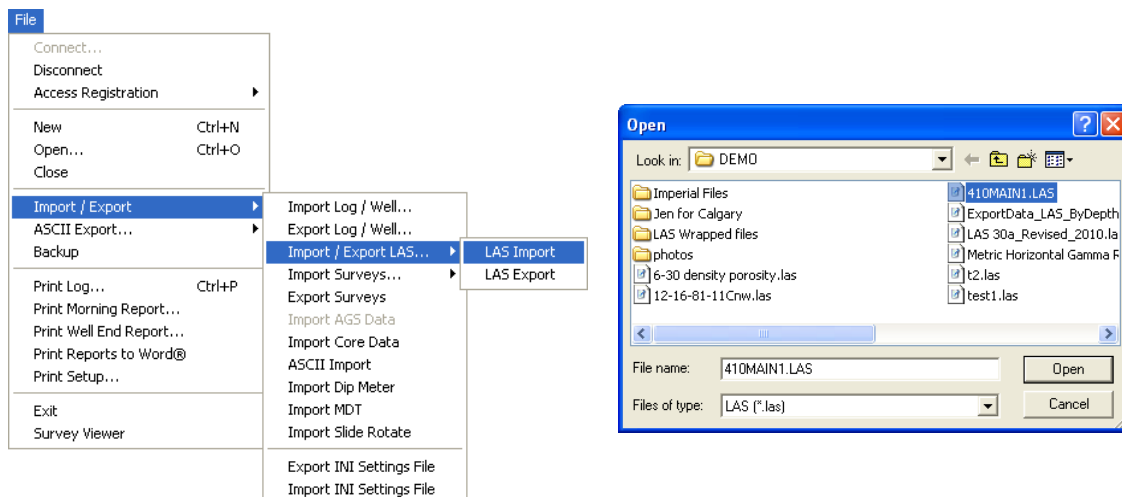 File
Connect...
Disconnect
Access Registration
New Ctrl+N
Open... Ctrl+O
Close
Import / Export
ASCII Export...
Backup
Print Log... Ctrl+P
Print Morning Report...
Print Well End Report...
Print Reports to Word®
Print Setup...
Exit
Survey Viewer
Import Log / Well...
Export Log / Well...
Import / Export LAS...
Import Surveys...
Export Surveys
Import AGS Data
Import Core Data
ASCII Import
Import Dip Meter
Import MDT
Import Slide Rotate
Export INI Settings File
Import INI Settings File
LAS Import
LAS Export
Open
Look in: DEMO
Imperial Files
Jen for Calgary
LAS Wrapped files
photos
6-30 density porosity.las
12-16-81-11Cnw.las
410MAIN1.LAS
ExportData_LAS_ByDepth
LAS 30a_Revised_2010.la
Metric Horizontal Gamma R
t2.las
test1.las
File name: 410MAIN1.LAS Open
Files of type: LAS (*.las) Cancel